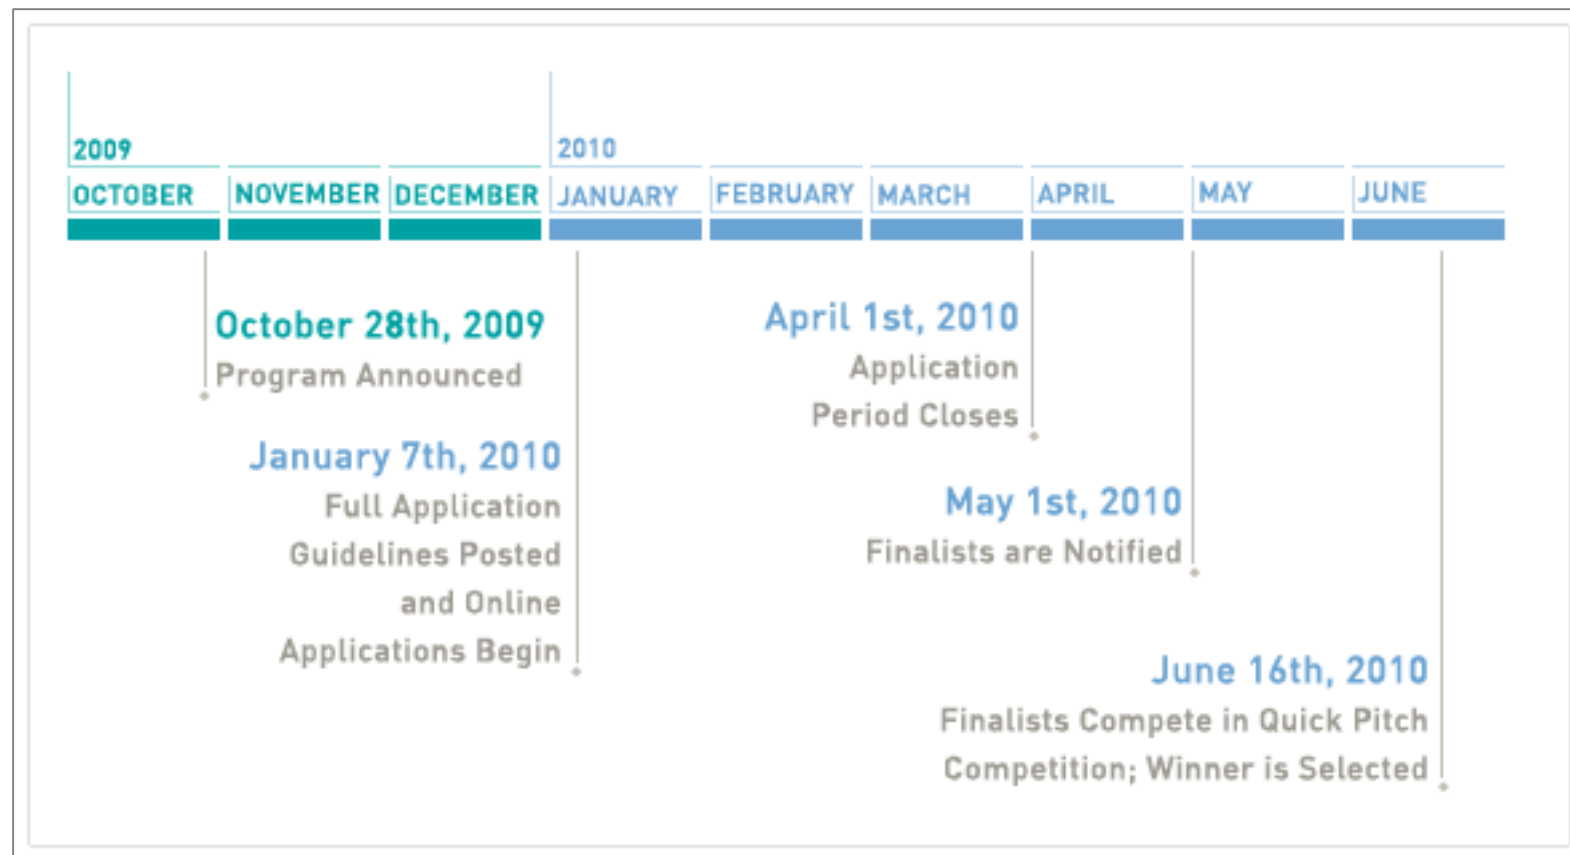 2009
2010
OCTOBER NOVEMBER DECEMBER JANUARY FEBRUARY MARCH APRIL MAY JUNE
October 28th, 2009
Program Announced
January 7th, 2010
Full Application
Guidelines Posted
and Online
Applications Begin
April 1st, 2010
Application
Period Closes
May 1st, 2010
Finalists are Notified
June 16th, 2010
Finalists Compete in Quick Pitch
Competition; Winner is Selected